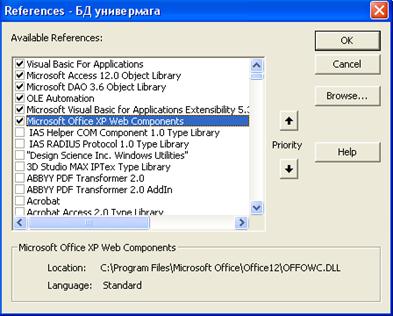 References - БД универмага
Available References:
OK
Cancel
Browse...
Priority
Help
Visual Basic For Applications
Microsoft Access 12.0 Object Library
Microsoft DAO 3.6 Object Library
OLE Automation
Microsoft Visual Basic for Applications Extensibility 5.3
Microsoft Office XP Web Components
IAS Helper COM Component 1.0 Type Library
IAS RADIUS Protocol 1.0 Type Library
"Design Science Inc. Windows Utilities"
3D Studio MAX IPTex Type Library
ABBYY PDF Transformer 2.0
ABBYY PDF Transformer 2.0 AddIn
Acrobat
Acrobat Access 2.0 Type Library
Microsoft Office XP Web Components
Location: C:\Program Files\Microsoft Office\Office12\OFFOWC.DLL
Language: Standard